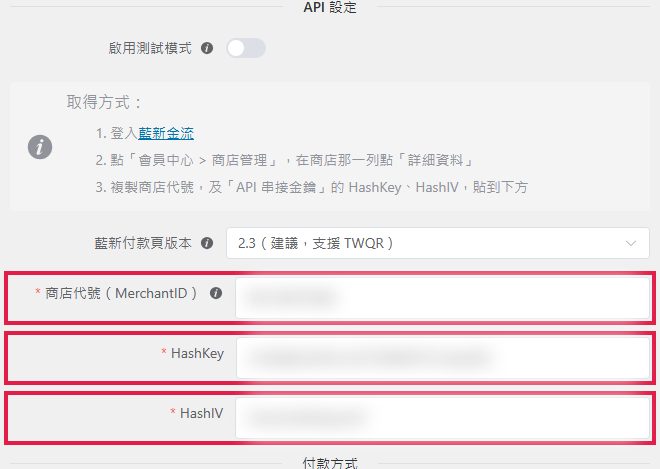 API 設定
啟用測試模式
取得方式：
1. 登入藍新金流
2. 點「會員中心 > 商店管理」，在商店那一列點「詳細資料」
3. 複製商店代號，及「API 串接金鑰」的 HashKey、HashIV，貼到下方
藍新付款頁版本 2.3（建議，支援 TWQR）
* 商店代號（MerchantID）
* HashKey
* HashIV
付款方式